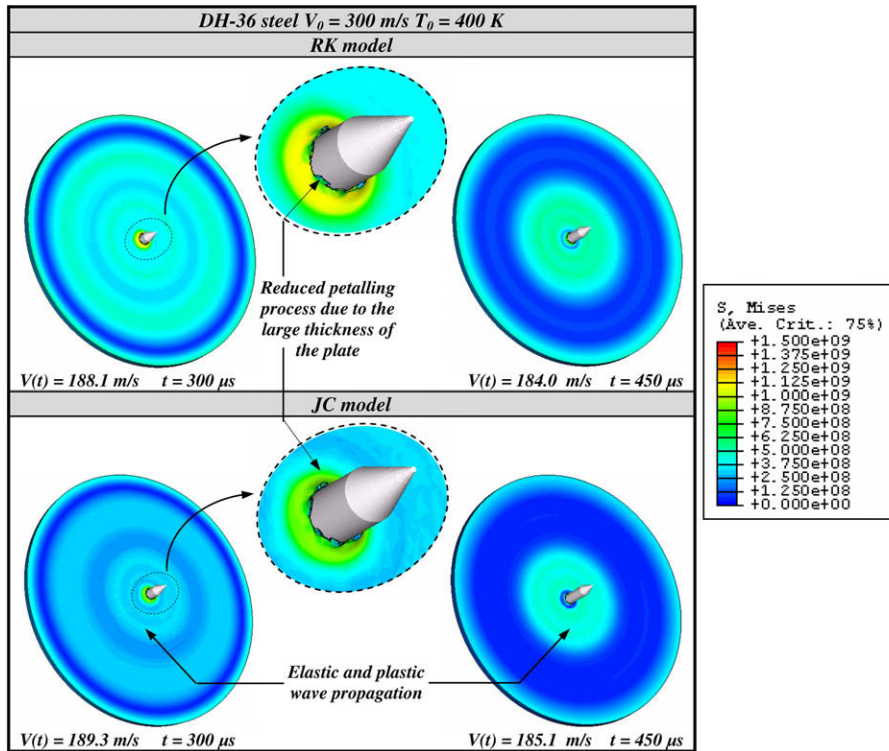 DH-36 steel V₀ = 300 m/s T₀ = 400 K
RK model
Reduced petalling
process due to the
large thickness of
the plate
V(t) = 188.1 m/s t = 300 μs
V(t) = 184.0 m/s t = 450 μs
JC model
Elastic and plastic
wave propagation
V(t) = 189.3 m/s t = 300 μs
V(t) = 185.1 m/s t = 450 μs
S, Mises
(Ave. Crit.: 75%)
+1.500e+09
+1.375e+09
+1.250e+09
+1.125e+09
+1.000e+09
+8.750e+08
+7.500e+08
+6.250e+08
+5.000e+08
+3.750e+08
+2.500e+08
+1.250e+08
+0.000e+00